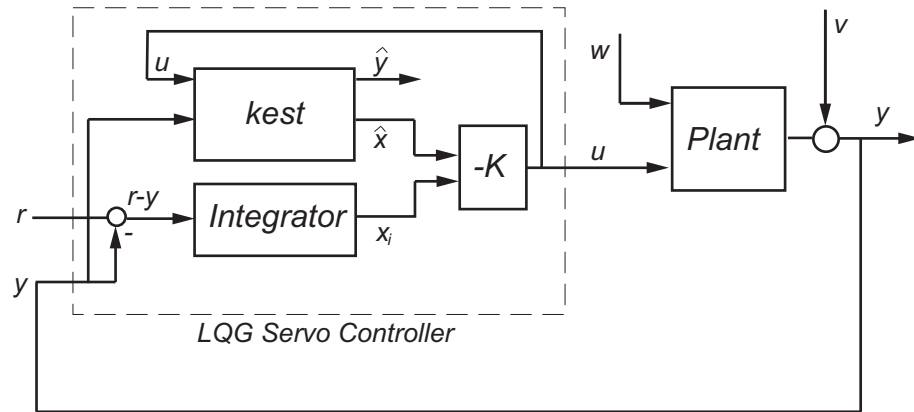 v
w
u
ŷ
kest
x̂
Plant
y
-K
u
r-y
r
-
Integrator
xᵢ
y
LQG Servo Controller